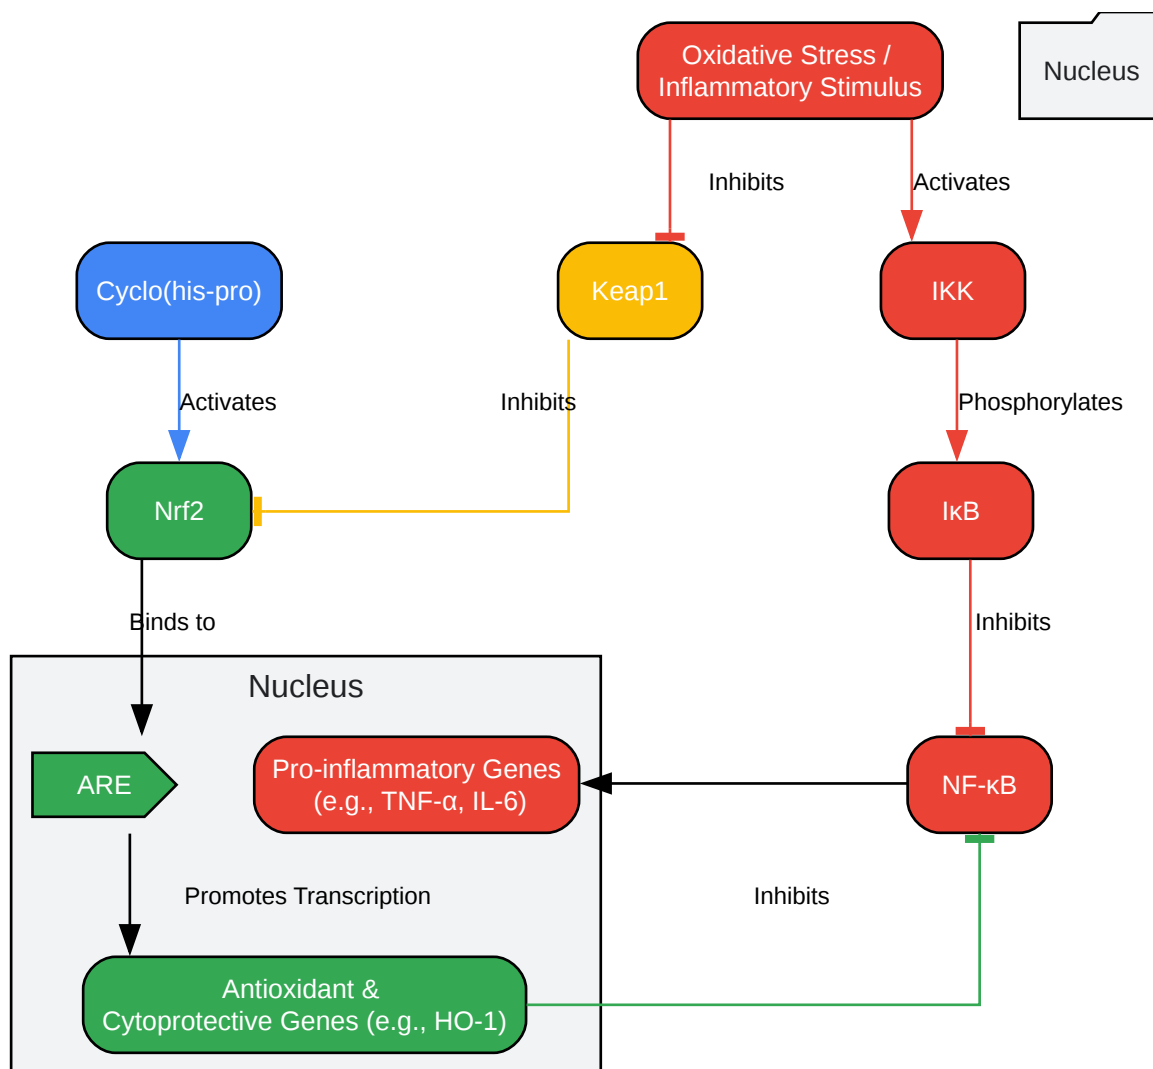 Oxidative Stress /
Inflammatory Stimulus
Nucleus
Inhibits
Activates
Cyclo(his-pro)
Keap1
IKK
Activates
Inhibits
Phosphorylates
Nrf2
IκB
Binds to
Inhibits
Nucleus
ARE
Pro-inflammatory Genes
(e.g., TNF-α, IL-6)
NF-κB
Promotes Transcription
Inhibits
Antioxidant &
Cytoprotective Genes (e.g., HO-1)